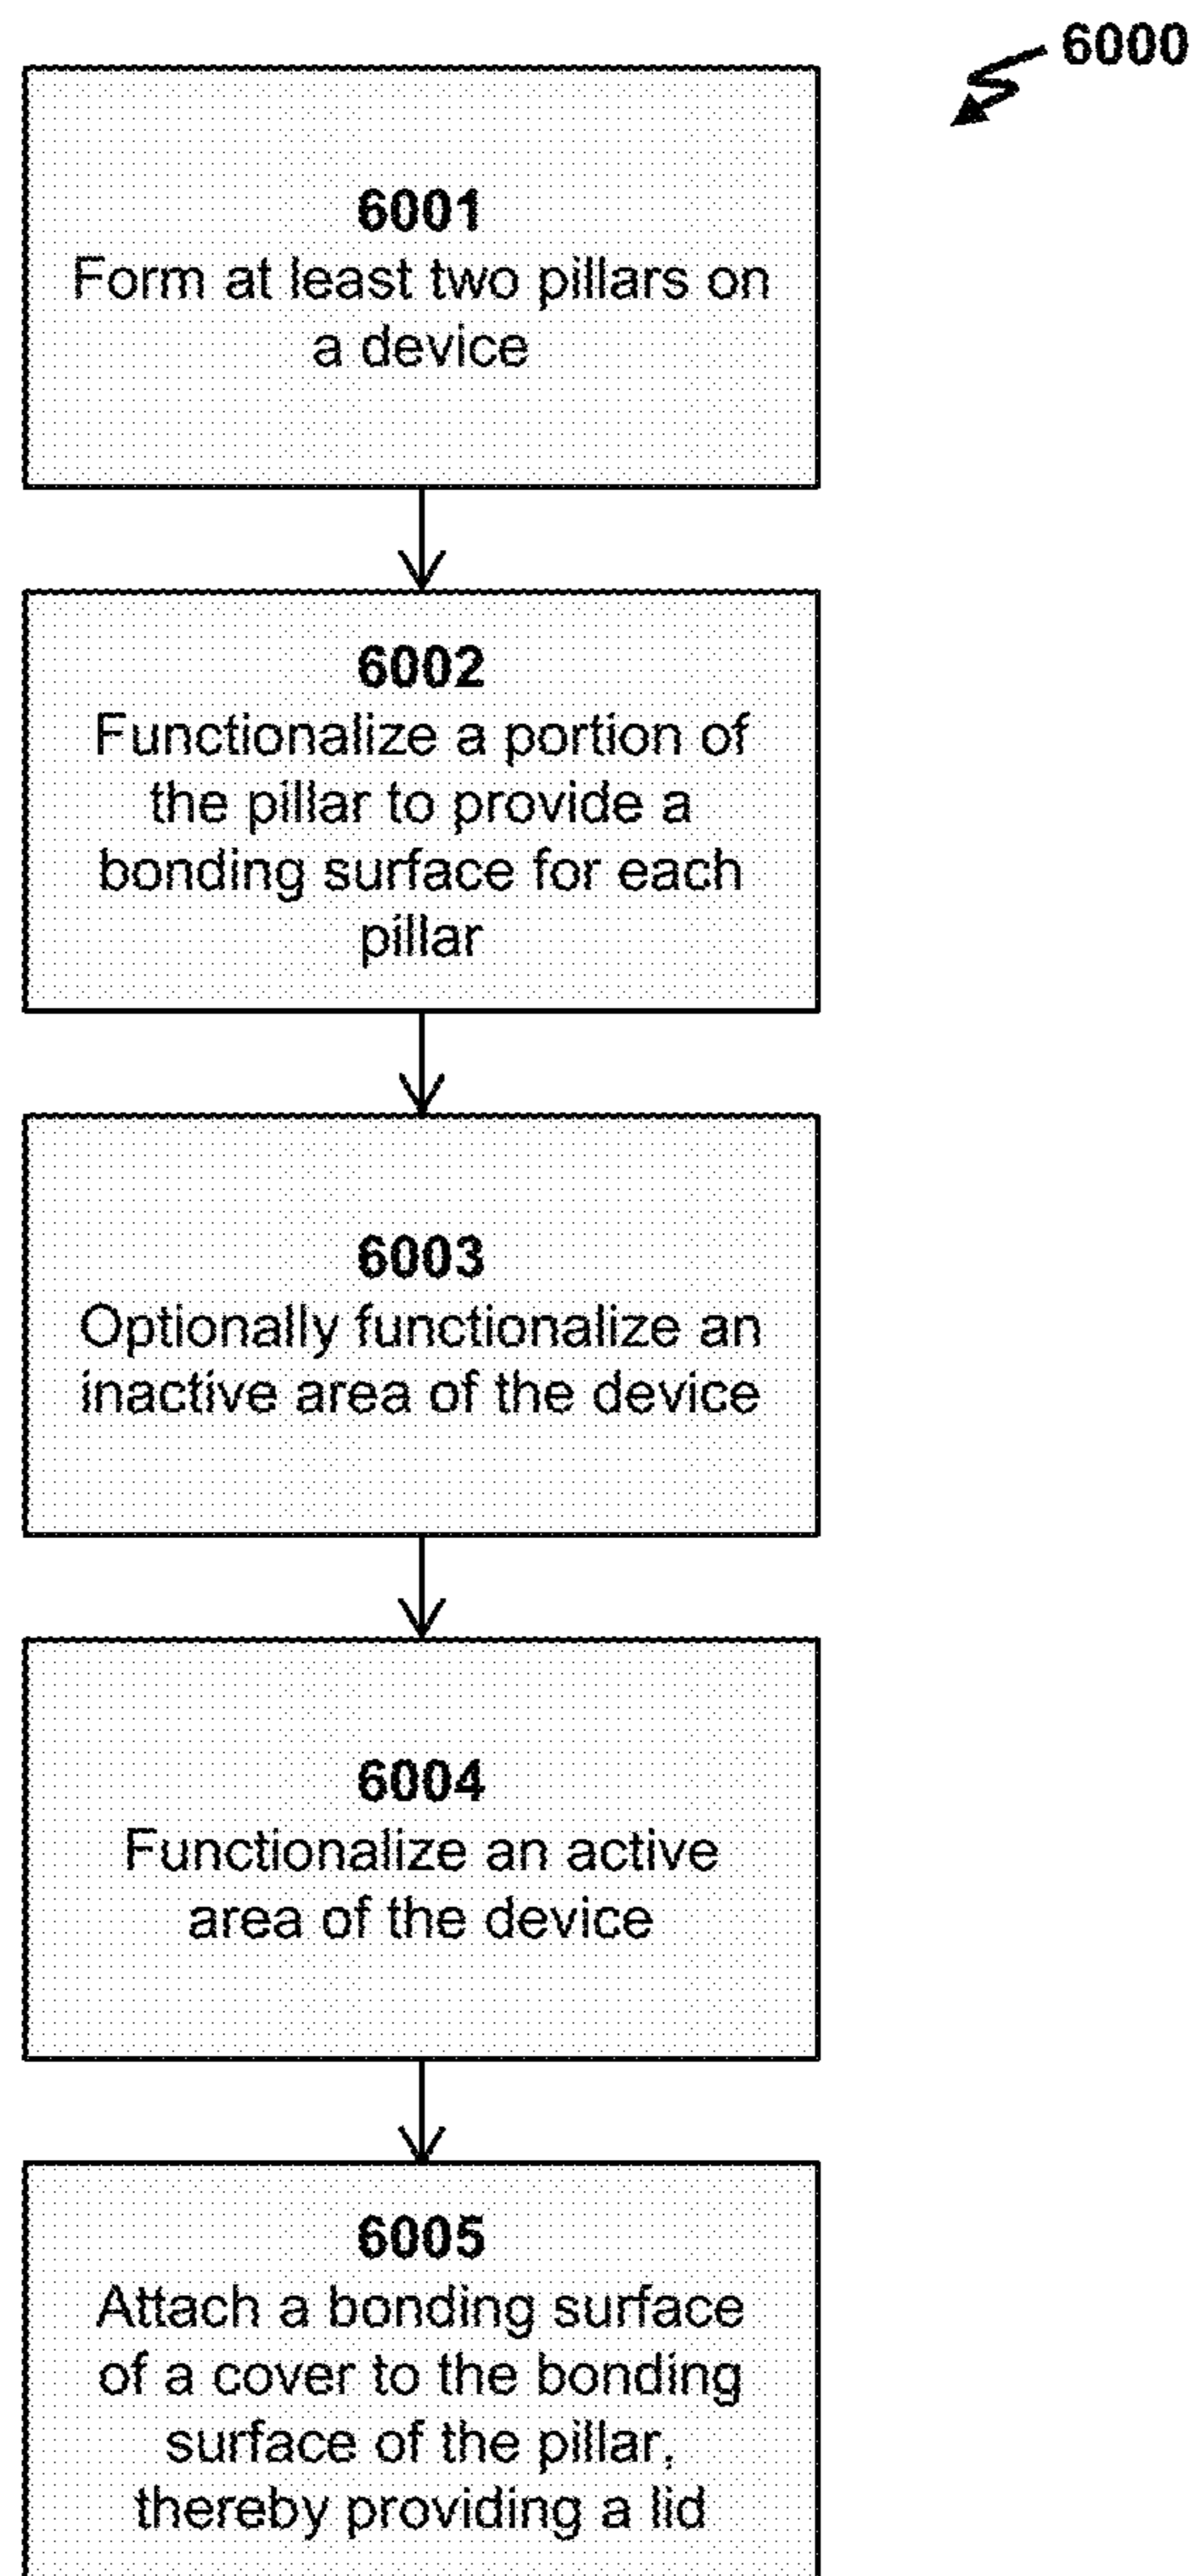 6000
6001
Form at least two pillars on
a device
6002
Functionalize a portion of
the pillar to provide a
bonding surface for each
pillar
6003
Optionally functionalize an
inactive area of the device
6004
Functionalize an active
area of the device
6005
Attach a bonding surface
of a cover to the bonding
surface of the pillar,
thereby providing a lid